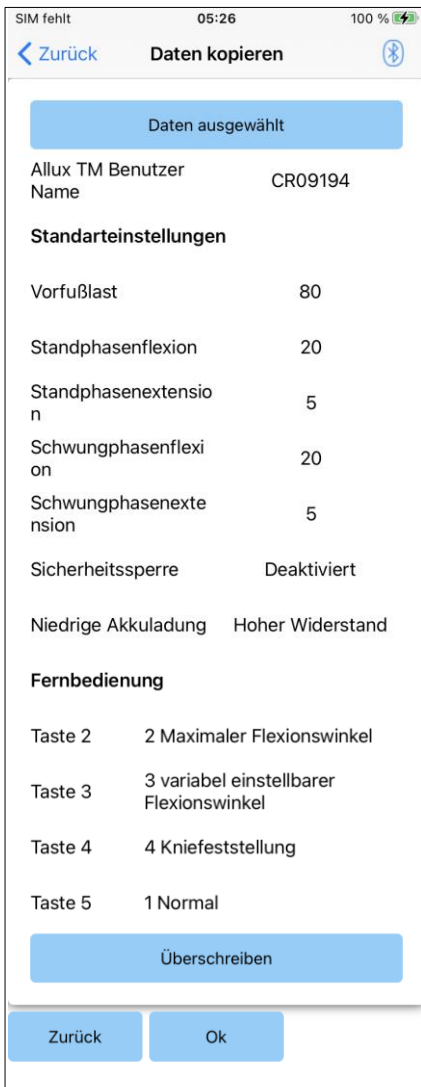 SIM fehlt 05:26 100 %
Zurück Daten kopieren
Daten ausgewählt
Allux TM Benutzer
Name CR09194
Standarteinstellungen
Vorfußlast 80
Standphasenflexion 20
Standphasenextensio
n 5
Schwungphasenflexi
on 20
Schwungphasenexte
nsion 5
Sicherheitssperre Deaktiviert
Niedrige Akkuladung Hoher Widerstand
Fernbedienung
Taste 2 2 Maximaler Flexionswinkel
Taste 3 3 variabel einstellbarer
Flexionswinkel
Taste 4 4 Kniefeststellung
Taste 5 1 Normal
Überschreiben
Zurück Ok